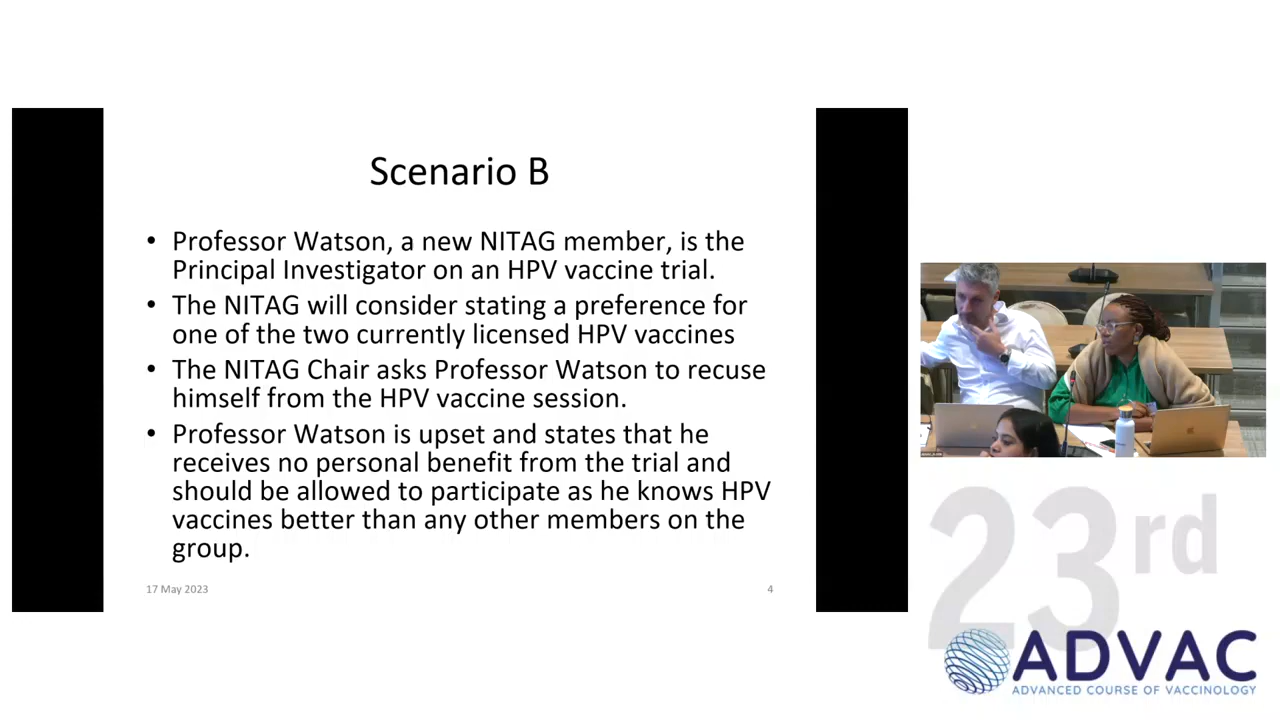 Scenario B
• Professor Watson, a new NITAG member, is the
Principal Investigator on an HPV vaccine trial.
• The NITAG will consider stating a preference for
one of the two currently licensed HPV vaccines
• The NITAG Chair asks Professor Watson to recuse
himself from the HPV vaccine session.
• Professor Watson is upset and states that he
receives no personal benefit from the trial and
should be allowed to participate as he knows HPV
vaccines better than any other members on the
group.
17 May 2023
4
23rd
ADVAC
ADVANCED COURSE OF VACCINOLOGY